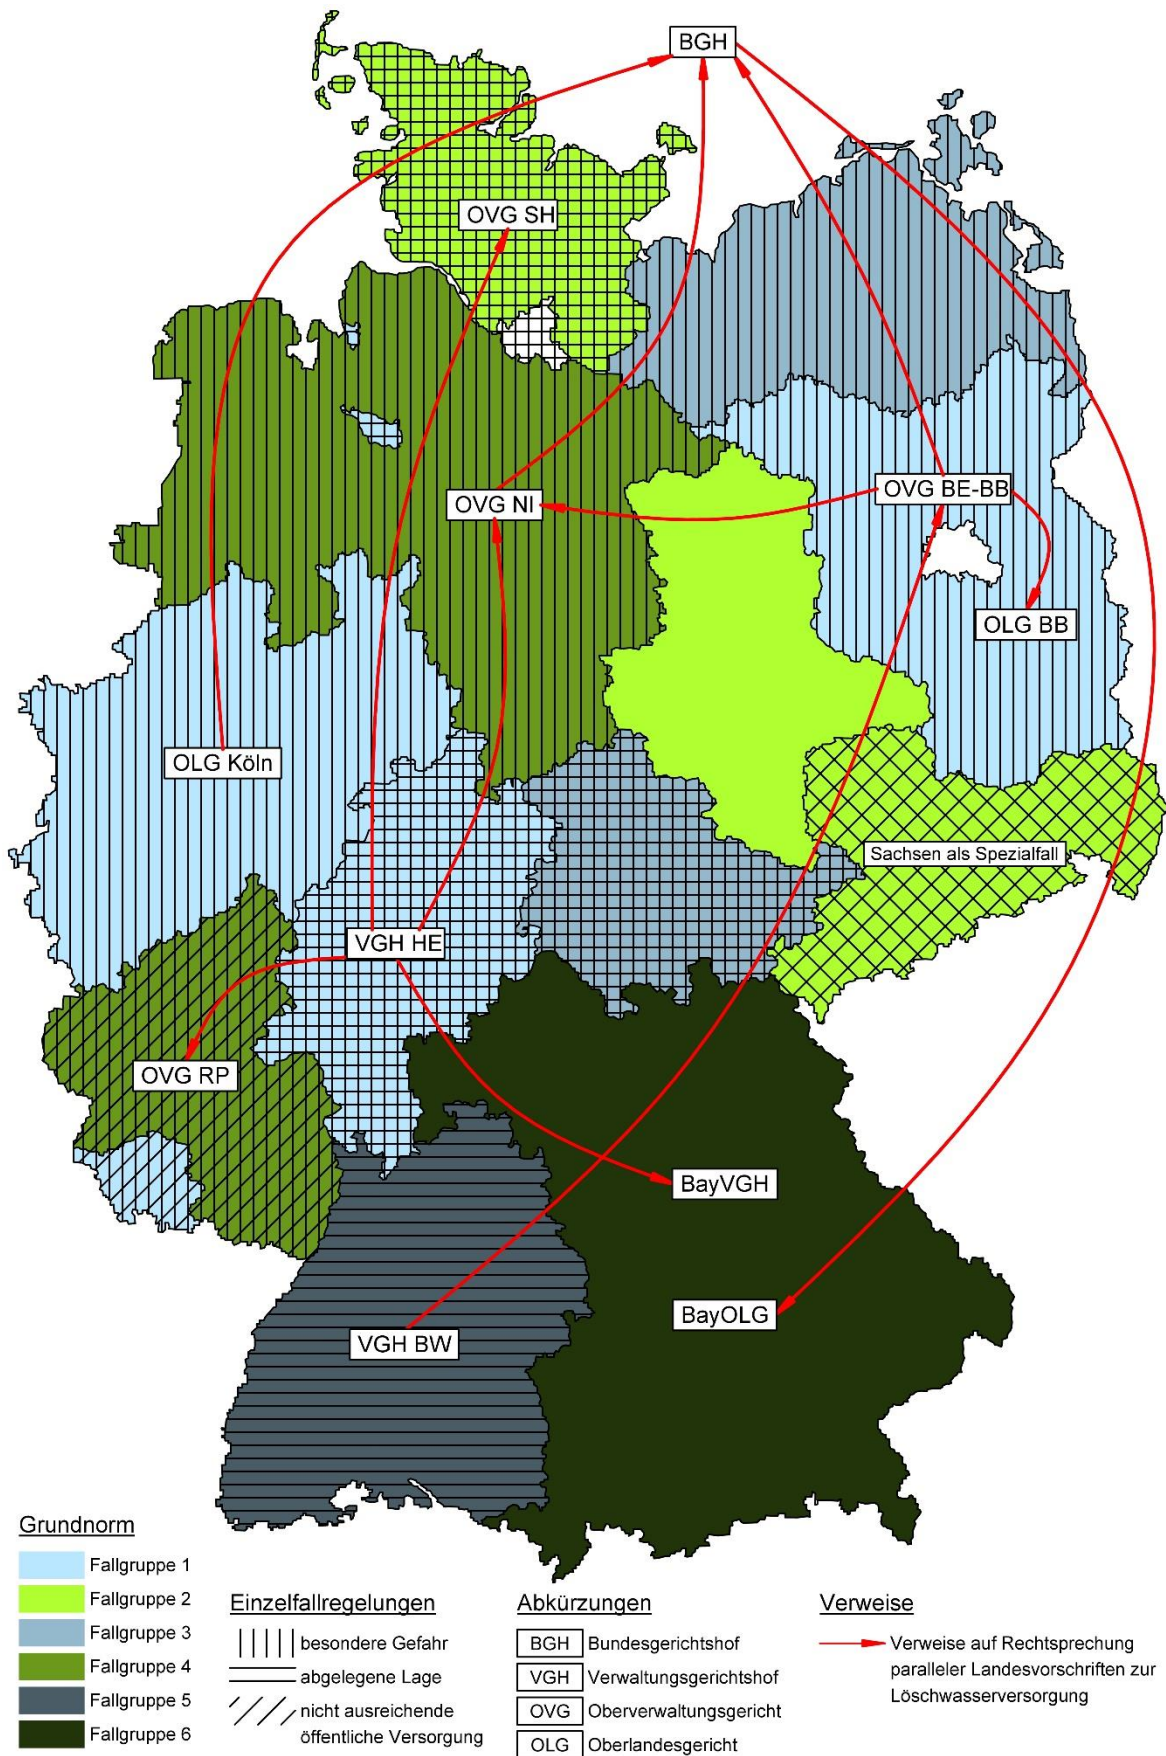 BGH
OVG SH
OVG NI
OVG BE-BB
OLG BB
OLG Köln
Sachsen als Spezialfall
VGH HE
OVG RP
BayVGH
BayOLG
VGH BW
Grundnorm
Fallgruppe 1
Fallgruppe 2
Fallgruppe 3
Fallgruppe 4
Fallgruppe 5
Fallgruppe 6
Einzelfallregelungen
besondere Gefahr
abgelegene Lage
nicht ausreichende
öffentliche Versorgung
Abkürzungen
BGH Bundesgerichtshof
VGH Verwaltungsgerichtshof
OVG Oberverwaltungsgericht
OLG Oberlandesgericht
Verweise
Verweise auf Rechtsprechung
paralleler Landesvorschriften zur
Löschwasserversorgung